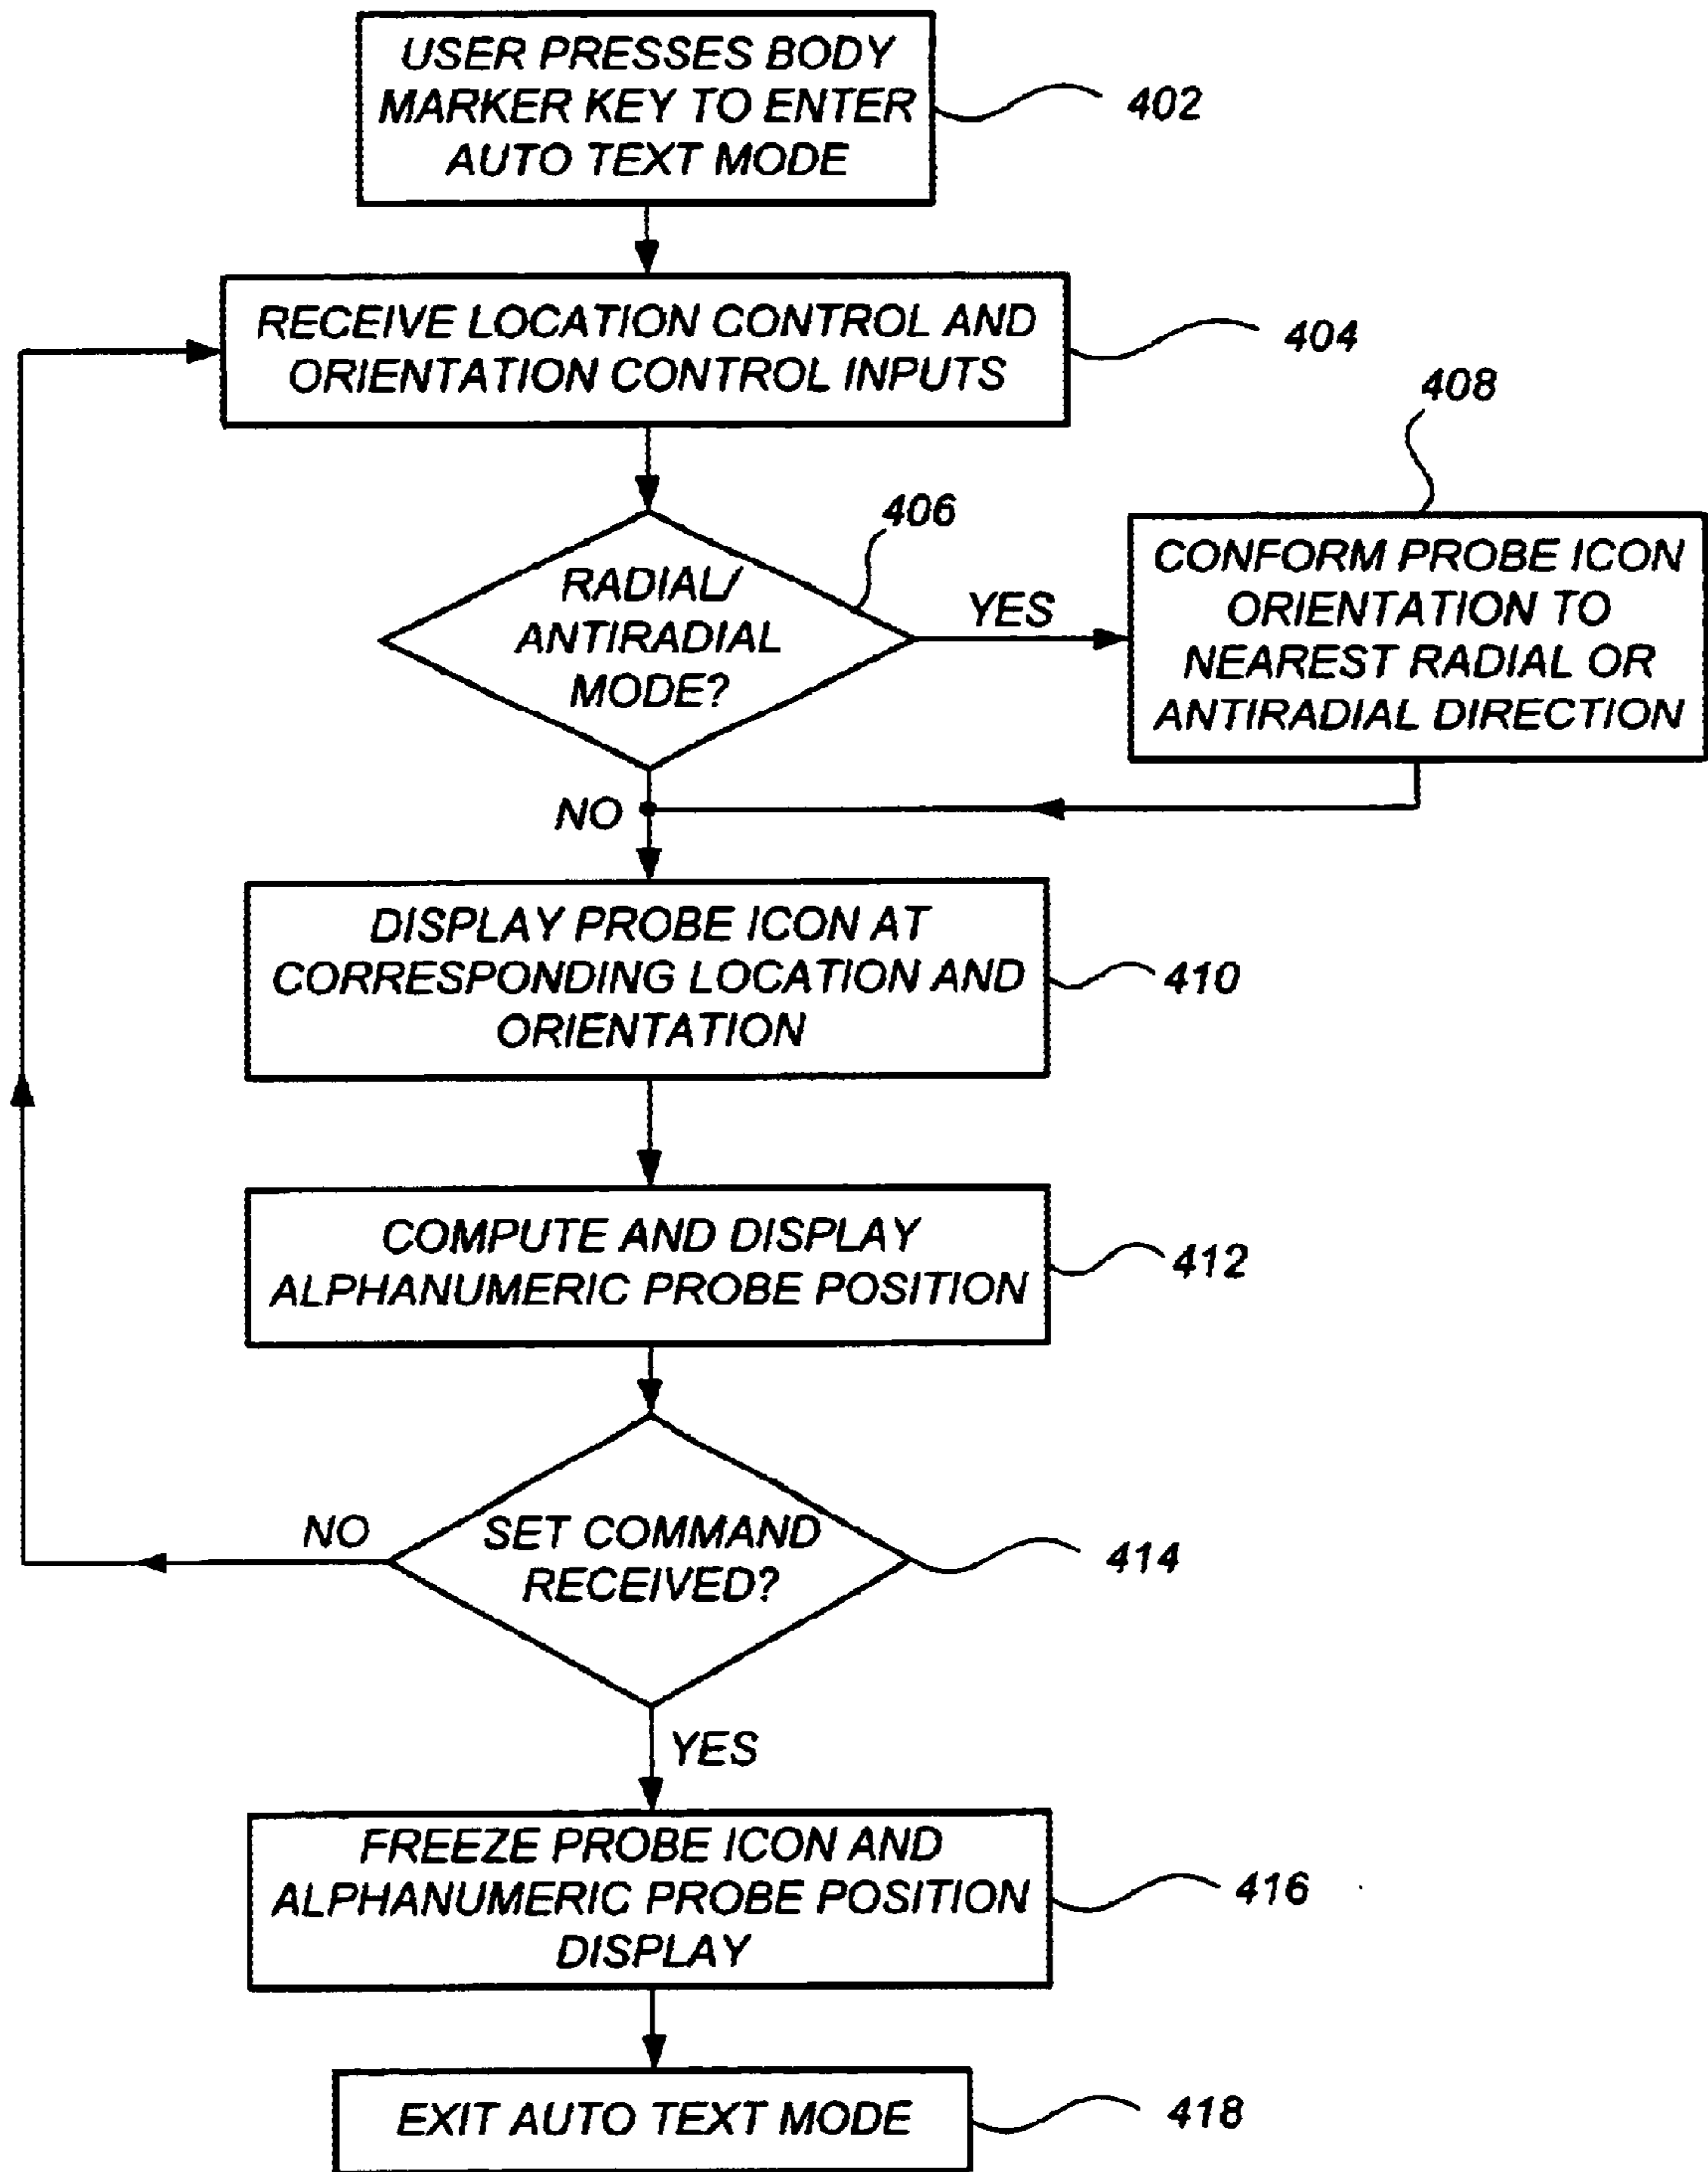 USER PRESSES BODY
MARKER KEY TO ENTER
AUTO TEXT MODE
402
RECEIVE LOCATION CONTROL AND
ORIENTATION CONTROL INPUTS
404
RADIAL/
ANTIRADIAL
MODE?
406
YES
408
CONFORM PROBE ICON
ORIENTATION TO
NEAREST RADIAL OR
ANTIRADIAL DIRECTION
NO
DISPLAY PROBE ICON AT
CORRESPONDING LOCATION AND
ORIENTATION
410
COMPUTE AND DISPLAY
ALPHANUMERIC PROBE POSITION
412
NO
SET COMMAND
RECEIVED?
414
YES
FREEZE PROBE ICON AND
ALPHANUMERIC PROBE POSITION
DISPLAY
416
EXIT AUTO TEXT MODE
418